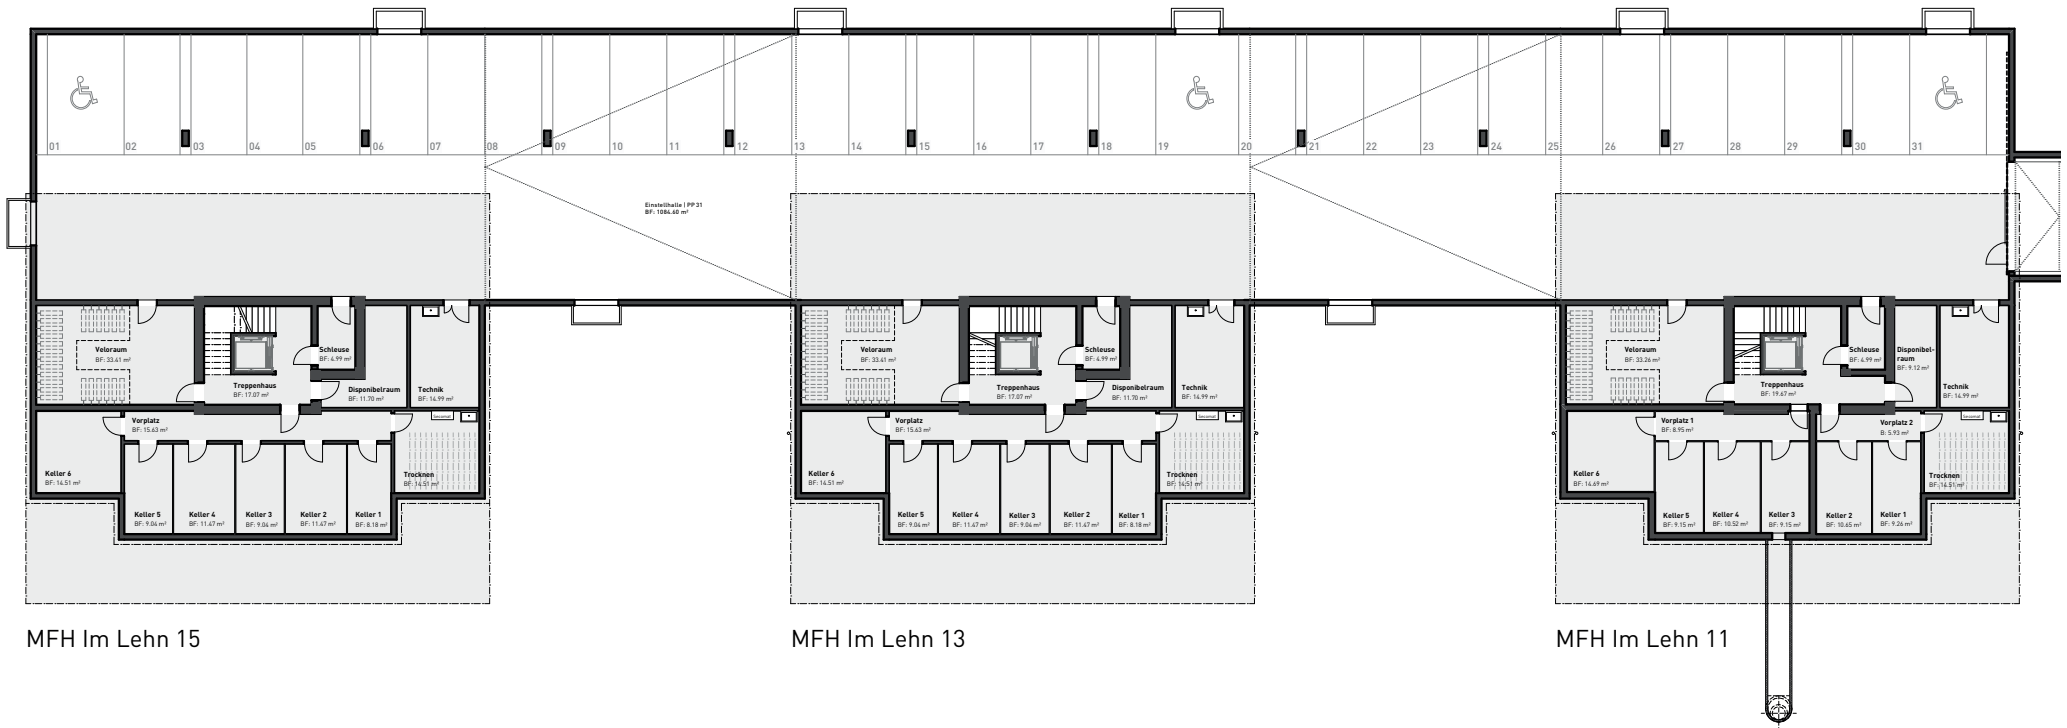 01 02 03 04 05 06 07 08 09 10 11 12 13 14 15 16 17 18 19 20 21 22 23 24 25 26 27 28 29 30 31
Einstellhalle | PP 31
BF: 1084.60 m²
Veloraum
BF: 33.41 m²
Schleuse
BF: 4.99 m²
Treppenhaus
BF: 17.07 m²
Disponibelraum
BF: 11.70 m²
Technik
BF: 14.99 m²
Vorplatz
BF: 15.63 m²
Secomat
Trocknen
BF: 14.51 m²
Keller 6
BF: 14.51 m²
Keller 5
BF: 9.04 m²
Keller 4
BF: 11.47 m²
Keller 3
BF: 9.04 m²
Keller 2
BF: 11.47 m²
Keller 1
BF: 8.18 m²
MFH Im Lehn 15
Veloraum
BF: 33.41 m²
Schleuse
BF: 4.99 m²
Treppenhaus
BF: 17.07 m²
Disponibelraum
BF: 11.70 m²
Technik
BF: 14.99 m²
Vorplatz
BF: 15.63 m²
Secomat
Trocknen
BF: 14.51 m²
Keller 6
BF: 14.51 m²
Keller 5
BF: 9.04 m²
Keller 4
BF: 11.47 m²
Keller 3
BF: 9.04 m²
Keller 2
BF: 11.47 m²
Keller 1
BF: 8.18 m²
MFH Im Lehn 13
Veloraum
BF: 33.26 m²
Schleuse
BF: 4.99 m²
Disponibel-
raum
BF: 9.12 m²
Treppenhaus
BF: 19.67 m²
Technik
BF: 14.99 m²
Vorplatz 1
BF: 8.95 m²
Vorplatz 2
B: 5.93 m²
Secomat
Trocknen
BF: 14.51 m²
Keller 6
BF: 14.69 m²
Keller 5
BF: 9.15 m²
Keller 4
BF: 10.52 m²
Keller 3
BF: 9.15 m²
Keller 2
BF: 10.65 m²
Keller 1
BF: 9.26 m²
MFH Im Lehn 11